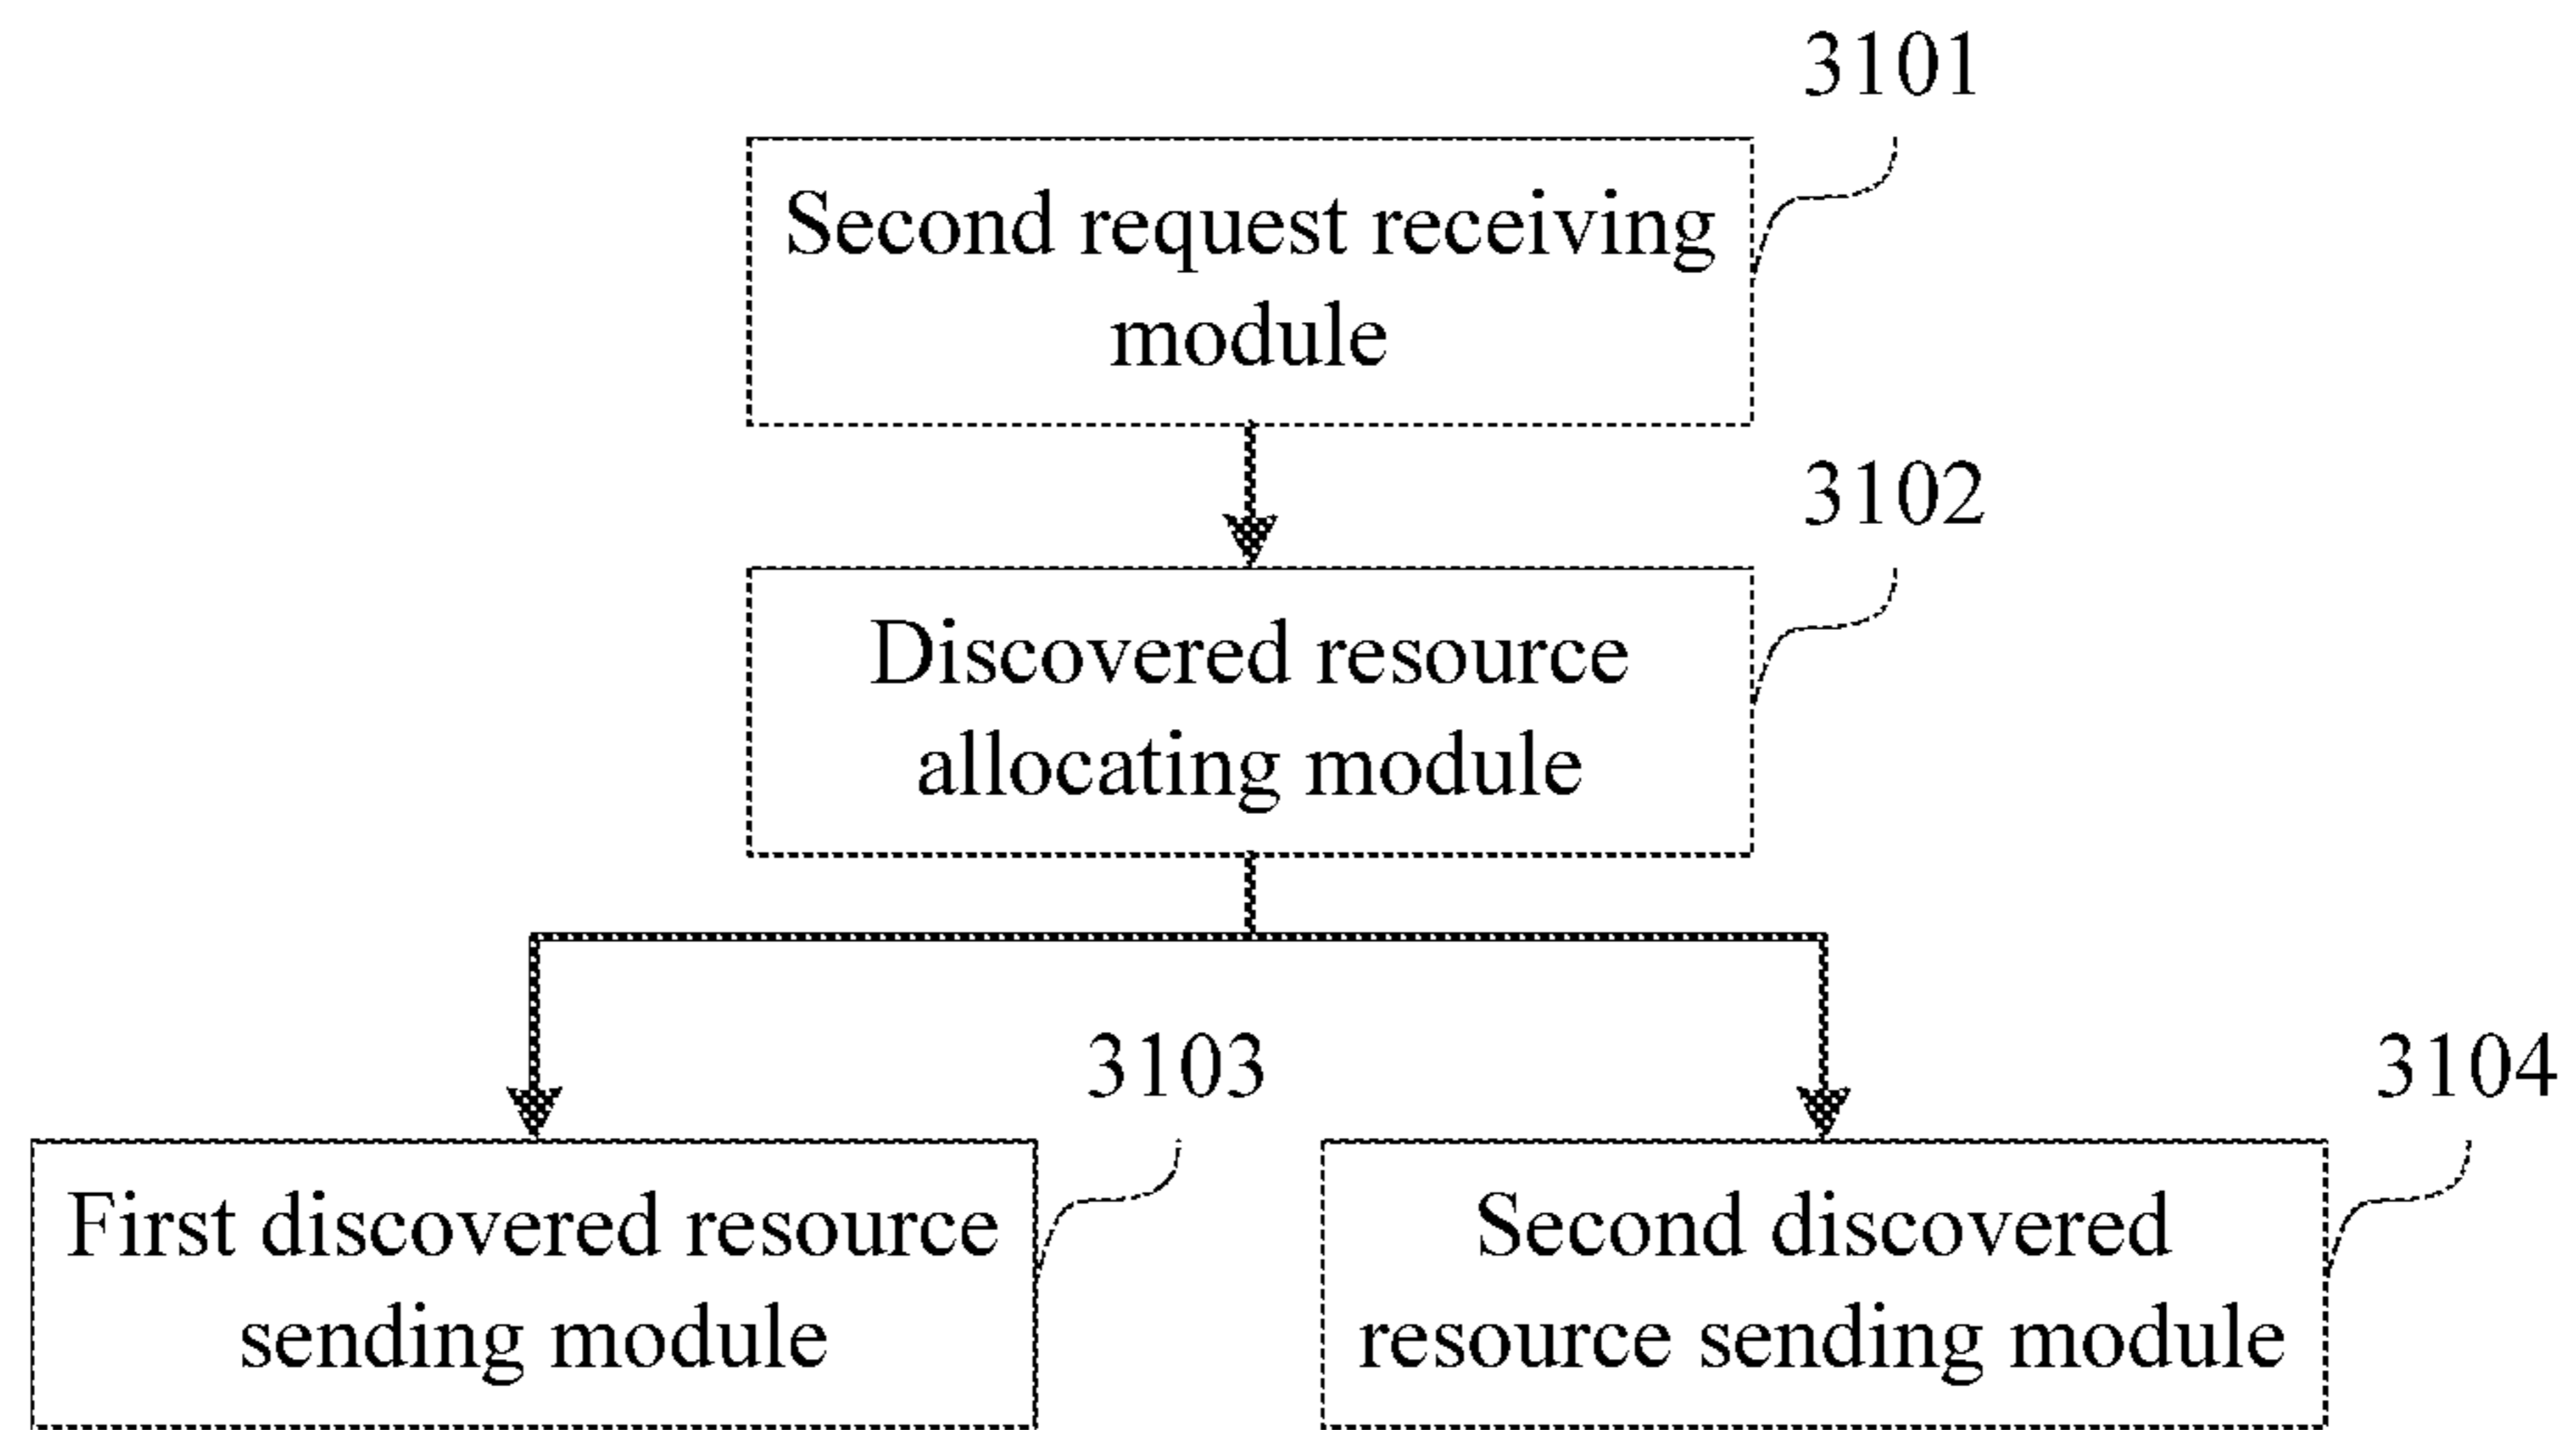 3101
Second request receiving
module
3102
Discovered resource
allocating module
3103
First discovered resource
sending module
3104
Second discovered
resource sending module